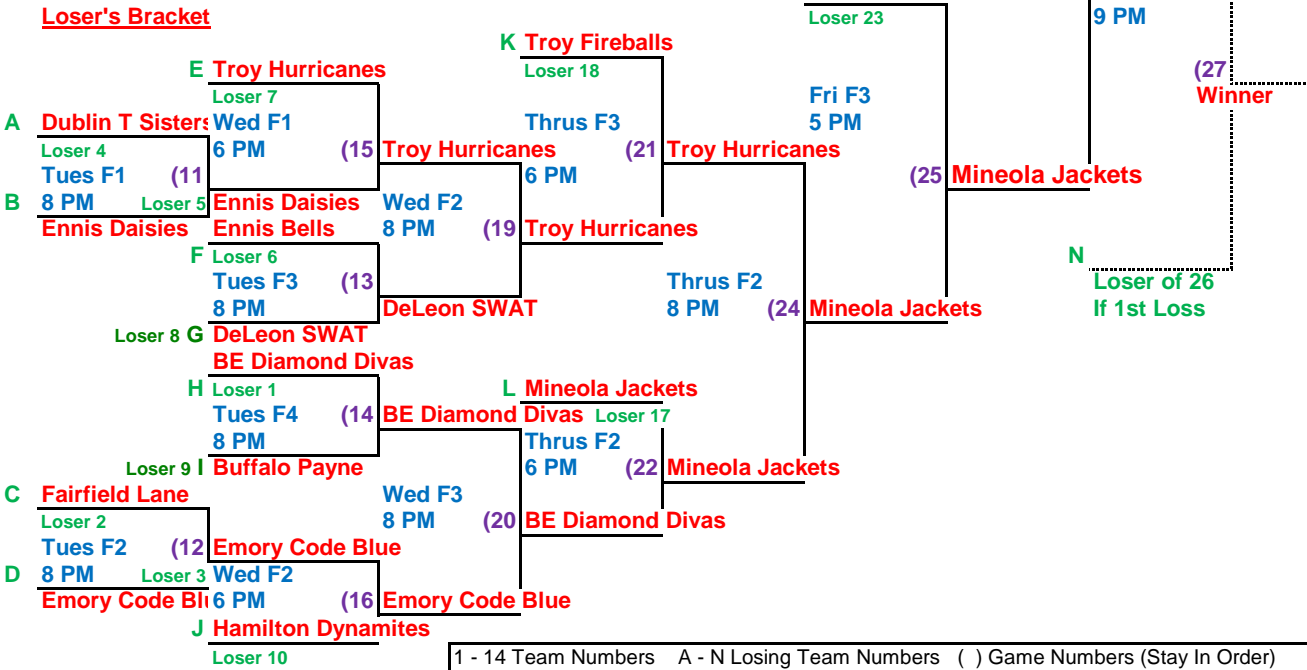 Loser's Bracket
Loser 23
9 PM
K Troy Fireballs
E Troy Hurricanes
Loser 18
(27
Loser 7
Fri F3
Winner
A Dublin T Sisters Wed F1
Thrus F3
5 PM
Loser 4
6 PM (15 Troy Hurricanes
(21 Troy Hurricanes
Tues F1 (11
6 PM
(25 Mineola Jackets
B 8 PM Loser 5 Ennis Daisies
Wed F2
Ennis Daisies Ennis Bells
8 PM (19 Troy Hurricanes
F Loser 6
N
Tues F3 (13
Thrus F2
Loser of 26
8 PM
DeLeon SWAT
8 PM (24 Mineola Jackets
If 1st Loss
Loser 8 G DeLeon SWAT
BE Diamond Divas
H Loser 1
L Mineola Jackets
Tues F4 (14 BE Diamond Divas Loser 17
8 PM
Thrus F2
Loser 9 I Buffalo Payne
6 PM (22 Mineola Jackets
C Fairfield Lane
Wed F3
Loser 2
8 PM (20 BE Diamond Divas
Tues F2 (12 Emory Code Blue
D 8 PM Loser 3 Wed F2
Emory Code Blu 6 PM (16 Emory Code Blue
J Hamilton Dynamites
Loser 10
1 - 14 Team Numbers A - N Losing Team Numbers ( ) Game Numbers (Stay In Order)